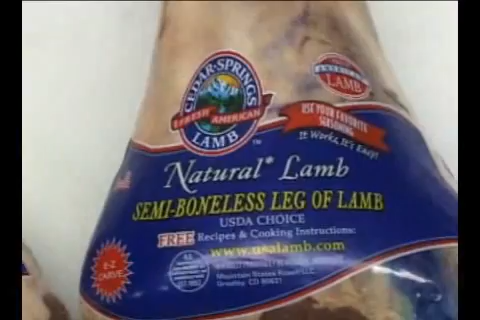 CEDAR·SPRINGS
FRESH AMERICAN
LAMB
TM
AMERICAN
LAMB
USE YOUR FAVORITE
SEASONING
It Works, It's Easy!
Natural* Lamb
SEMI-BONELESS LEG OF LAMB
USDA CHOICE
FREE Recipes & Cooking Instructions:
www.usalamb.com
E-Z
CARVE
Mountain States Rosen LLC
Greeley, CO 80631